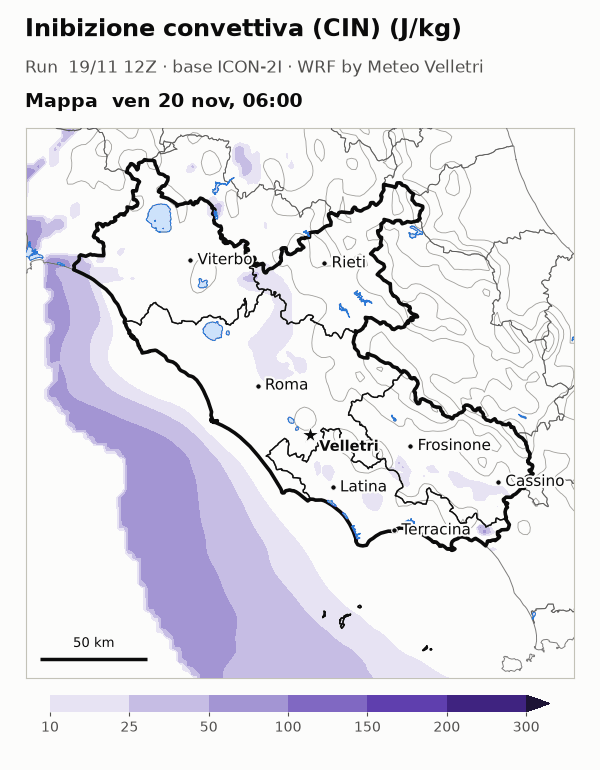 Inibizione convettiva (CIN) (J/kg)
Run  19/11 12Z · base ICON-2I · WRF by Meteo Velletri
Mappa  ven 20 nov, 06:00
Viterbo
Rieti
Roma
Velletri
Frosinone
Cassino
Latina
Terracina
50 km
10 25 50 100 150 200 300